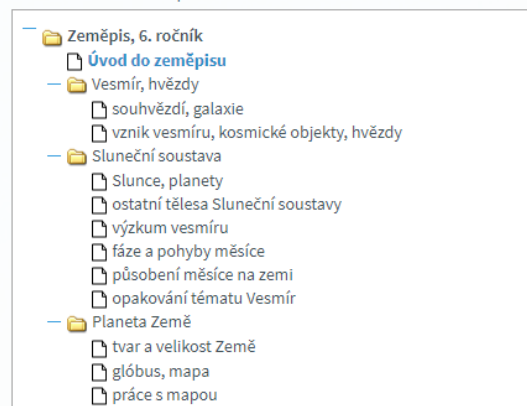 Zeměpis, 6. ročník
Úvod do zeměpisu
Vesmír, hvězdy
souhvězdí, galaxie
vznik vesmíru, kosmické objekty, hvězdy
Sluneční soustava
Slunce, planety
ostatní tělesa Sluneční soustavy
výzkum vesmíru
fáze a pohyby měsíce
působení měsíce na zemi
opakování tématu Vesmír
Planeta Země
tvar a velikost Země
glóbus, mapa
práce s mapou